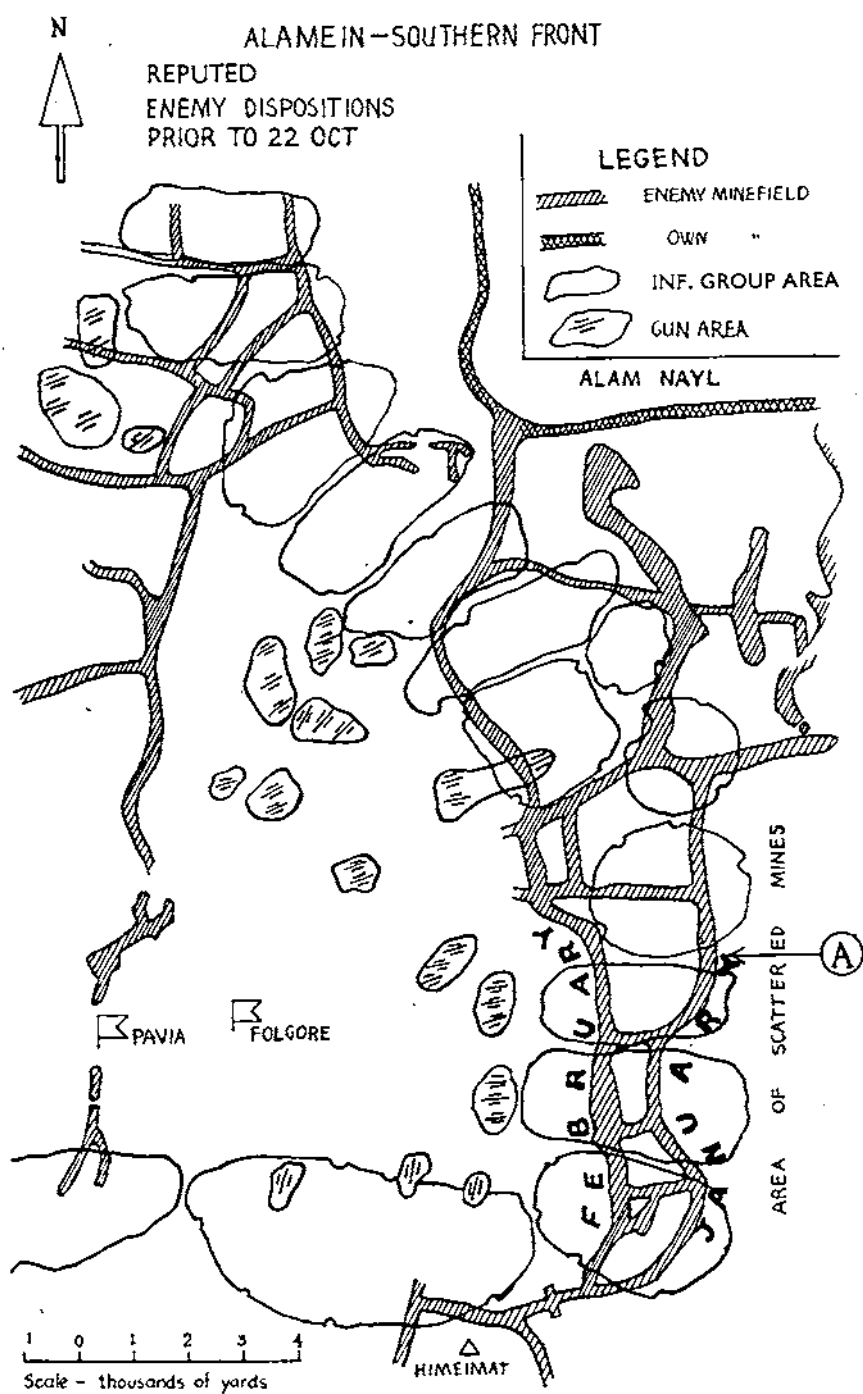 N
ALAMEIN-SOUTHERN FRONT
REPUTED
ENEMY DISPOSITIONS
PRIOR TO 22 OCT
LEGEND
ENEMY MINEFIELD
OWN "
INF. GROUP AREA
GUN AREA
ALAM NAYL
AREA OF SCATTERED MINES
A
FEBRUARY
JANUARY
PAVIA
FOLGORE
HIMEIMAT
1 0 1 2 3 4
Scale - thousands of yards